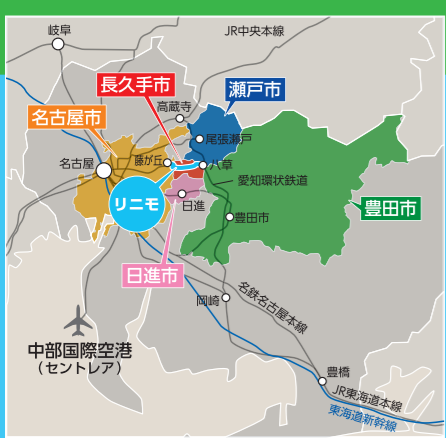 岐阜
JR中央本線
長久手市
瀬戸市
高蔵寺
名古屋市
尾張瀬戸
名古屋
藤が丘
八草
愛知環状鉄道
リニモ
日進
豊田市
豊田市
日進市
岡崎
名鉄名古屋本線
中部国際空港
（セントレア）
豊橋
JR東海道本線
東海道新幹線